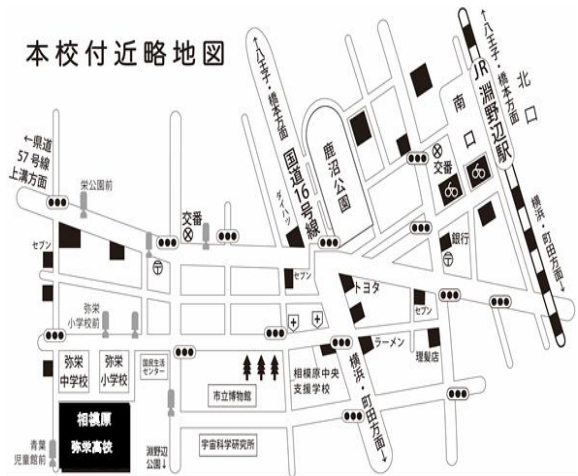 本校付近略地図
←県道
57号線
上溝方面
栄公園前
セブン
交番
弥栄
小学校前
弥栄
中学校
弥栄
小学校
国民生活
センター
相模原
弥栄高校
青葉
児童館前
淵野辺
公園↓
市立博物館
宇宙科学研究所
↑八王子・橋本方面
国道16号線
ダイハツ
セブン
鹿沼公園
トヨタ
ラーメン
相模原中央
支援学校
横浜・町田方面↓
セブン
理髪店
銀行
交番
南口
↑八王子・橋本方面
JR淵野辺駅
北口
横浜・町田方面↓